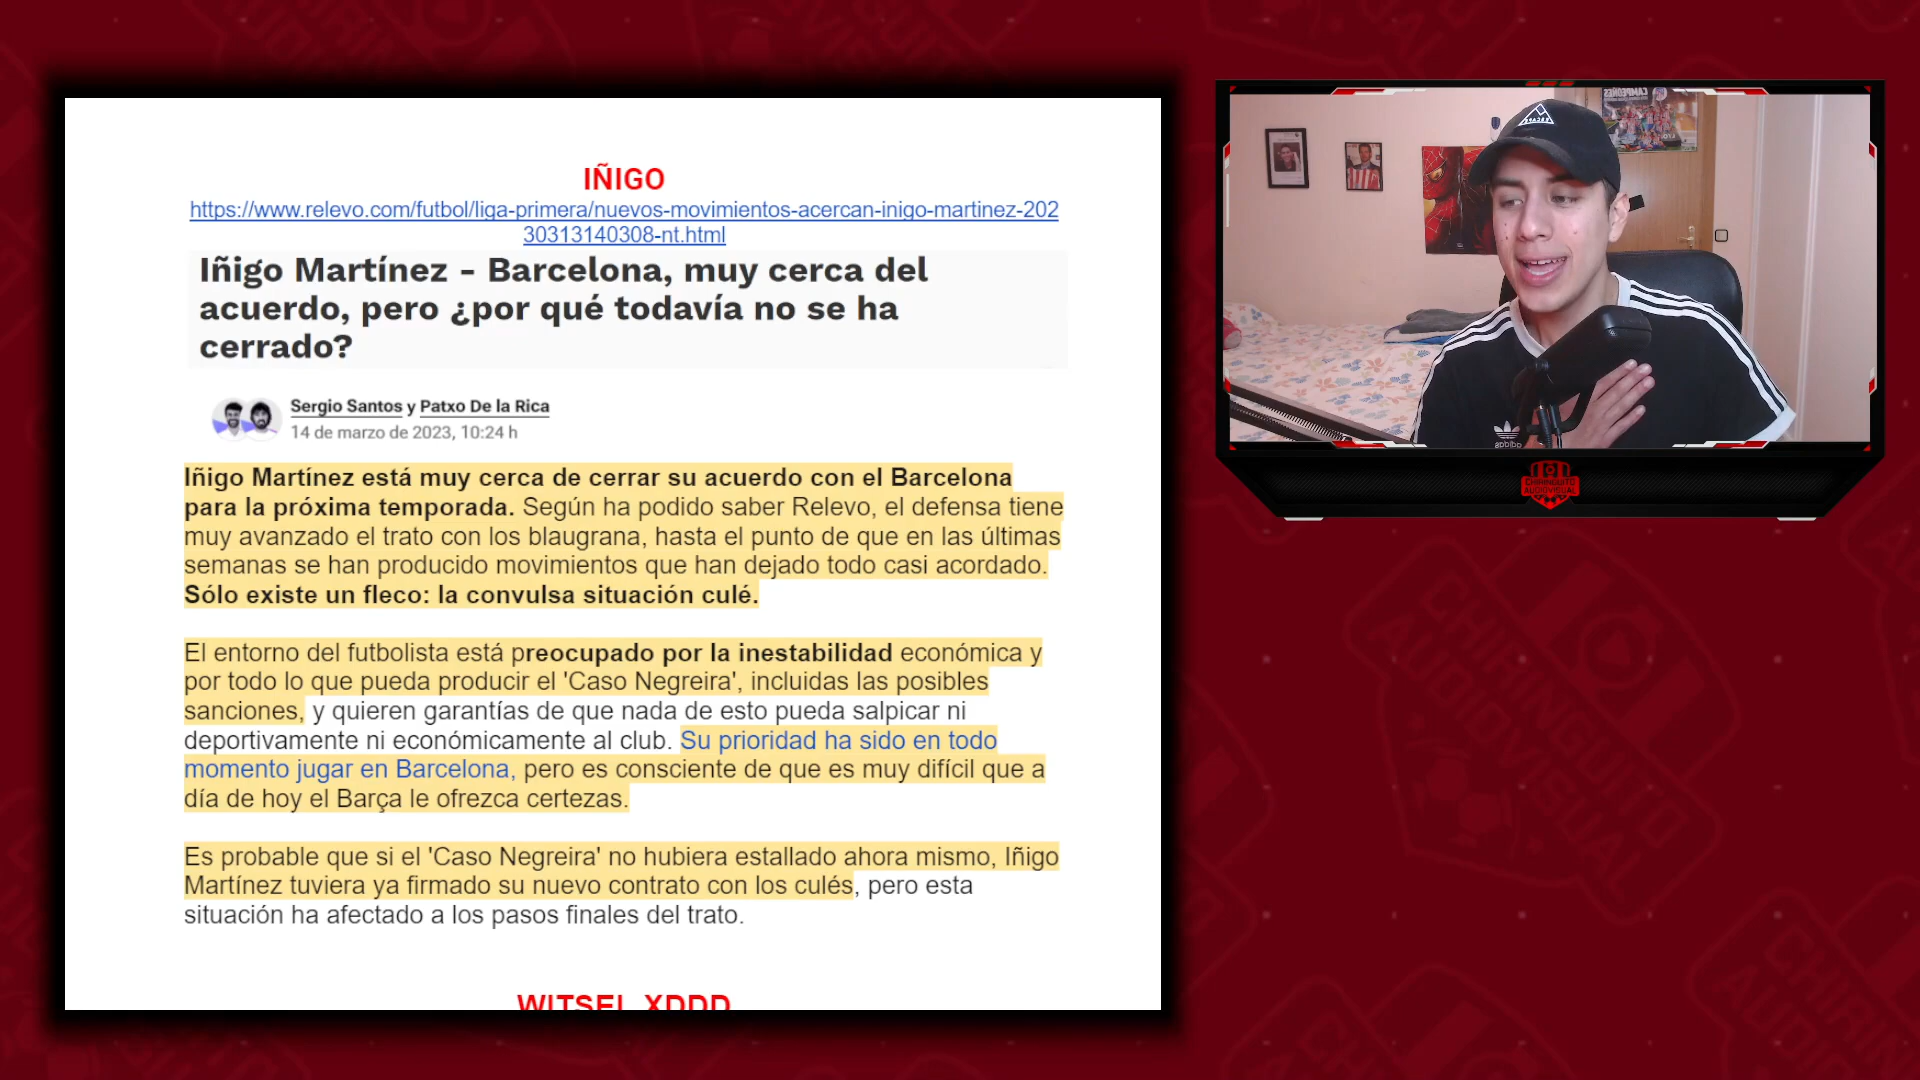 IÑIGO
https://www.relevo.com/futbol/liga-primera/nuevos-movimientos-acercan-inigo-martinez-202
30313140308-nt.html
Iñigo Martínez - Barcelona, muy cerca del
acuerdo, pero ¿por qué todavía no se ha
cerrado?
Sergio Santos y Patxo De la Rica
14 de marzo de 2023, 10:24 h
Iñigo Martínez está muy cerca de cerrar su acuerdo con el Barcelona
para la próxima temporada. Según ha podido saber Relevo, el defensa tiene
muy avanzado el trato con los blaugrana, hasta el punto de que en las últimas
semanas se han producido movimientos que han dejado todo casi acordado.
Sólo existe un fleco: la convulsa situación culé.
El entorno del futbolista está preocupado por la inestabilidad económica y
por todo lo que pueda producir el 'Caso Negreira', incluidas las posibles
sanciones, y quieren garantías de que nada de esto pueda salpicar ni
deportivamente ni económicamente al club. Su prioridad ha sido en todo
momento jugar en Barcelona, pero es consciente de que es muy difícil que a
día de hoy el Barça le ofrezca certezas.
Es probable que si el 'Caso Negreira' no hubiera estallado ahora mismo, Iñigo
Martínez tuviera ya firmado su nuevo contrato con los culés, pero esta
situación ha afectado a los pasos finales del trato.
WITSEL XDDD
CAMPEONES
adidas
CHIRINGUITO
AUDIOVISUAL
CHIRINGUITO
AUDIOVISUAL